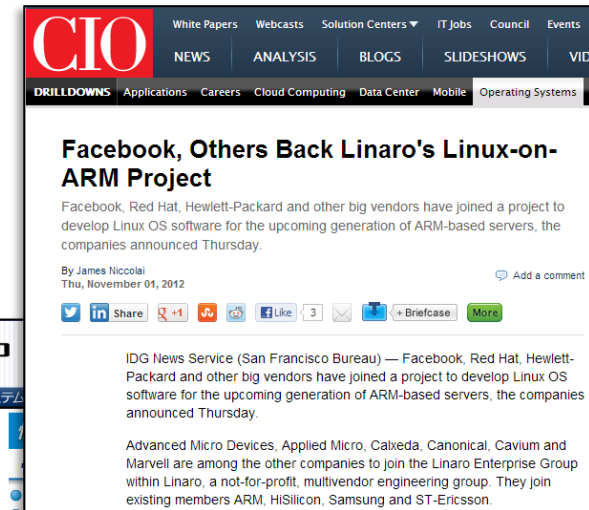 CIO
White Papers Webcasts Solution Centers ▼ IT Jobs Council Events
NEWS ANALYSIS BLOGS SLIDESHOWS VID
DRILLDOWNS Applications Careers Cloud Computing Data Center Mobile Operating Systems
Facebook, Others Back Linaro's Linux-on-
ARM Project
Facebook, Red Hat, Hewlett-Packard and other big vendors have joined a project to
develop Linux OS software for the upcoming generation of ARM-based servers, the
companies announced Thursday.
By James Niccolai
Thu, November 01, 2012
Add a comment
in Share g +1 f Like 3 + Briefcase More
IDG News Service (San Francisco Bureau) — Facebook, Red Hat, Hewlett-
Packard and other big vendors have joined a project to develop Linux OS
software for the upcoming generation of ARM-based servers, the companies
announced Thursday.
Advanced Micro Devices, Applied Micro, Calxeda, Canonical, Cavium and
Marvell are among the other companies to join the Linaro Enterprise Group
within Linaro, a not-for-profit, multivendor engineering group. They join
existing members ARM, HiSilicon, Samsung and ST-Ericsson.
テム